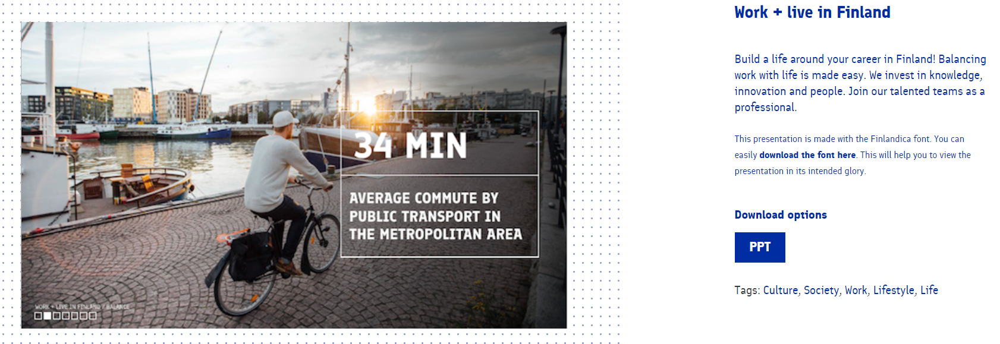 34 MIN
AVERAGE COMMUTE BY
PUBLIC TRANSPORT IN
THE METROPOLITAN AREA
WORK + LIVE IN FINLAND / BALANCE
Work + live in Finland
Build a life around your career in Finland! Balancing
work with life is made easy. We invest in knowledge,
innovation and people. Join our talented teams as a
professional.
This presentation is made with the Finlandica font. You can
easily download the font here. This will help you to view the
presentation in its intended glory.
Download options
PPT
Tags: Culture, Society, Work, Lifestyle, Life